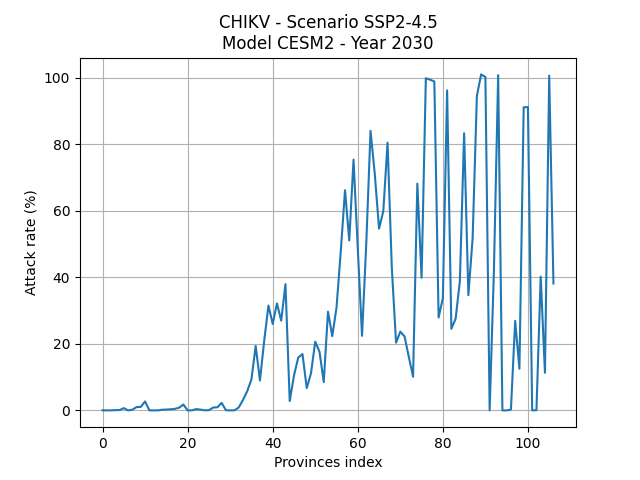 CHIKV - Scenario SSP2-4.5
Model CESM2 - Year 2030
Attack rate (%)
100
80
60
40
20
0
0 20 40 60 80 100
Provinces index